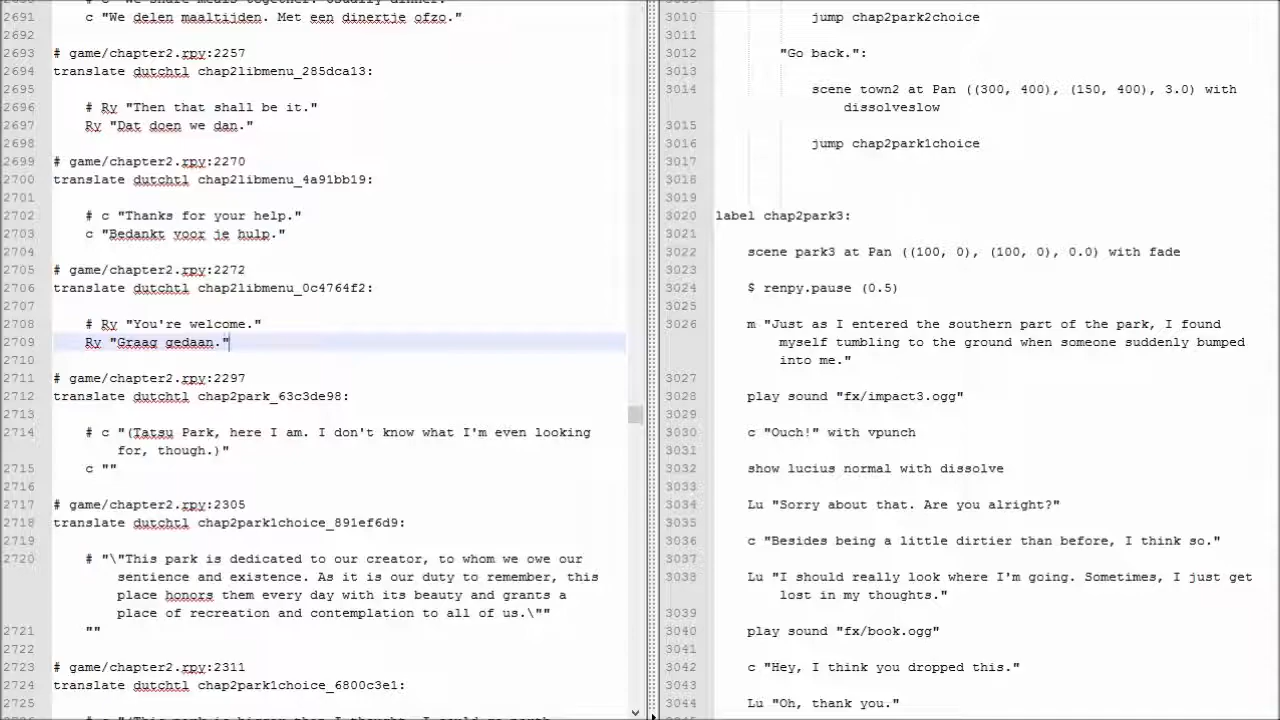 2691 c "We delen maaltijden. Met een dinertje ofzo."
2692
2693 # game/chapter2.rpy:2257
2694 translate dutchtl chap2libmenu_285dca13:
2695
2696 # Ry "Then that shall be it."
2697 Ry "Dat doen we dan."
2698
2699 # game/chapter2.rpy:2270
2700 translate dutchtl chap2libmenu_4a91bb19:
2701
2702 # c "Thanks for your help."
2703 c "Bedankt voor je hulp."
2704
2705 # game/chapter2.rpy:2272
2706 translate dutchtl chap2libmenu_0c4764f2:
2707
2708 # Ry "You're welcome."
2709 Ry "Graag gedaan."
2710
2711 # game/chapter2.rpy:2297
2712 translate dutchtl chap2park_63c3de98:
2713
2714 # c "(Tatsu Park, here I am. I don't know what I'm even looking
for, though.)"
2715 c ""
2716
2717 # game/chapter2.rpy:2305
2718 translate dutchtl chap2park1choice_891ef6d9:
2719
2720 # "\"This park is dedicated to our creator, to whom we owe our
sentience and existence. As it is our duty to remember, this
place honors them every day with its beauty and grants a
place of recreation and contemplation to all of us.\""
2721 ""
2722
2723 # game/chapter2.rpy:2311
2724 translate dutchtl chap2park1choice_6800c3e1:
2725
3010 jump chap2park2choice
3011
3012 "Go back.":
3013
3014 scene town2 at Pan ((300, 400), (150, 400), 3.0) with
dissolveslow
3015
3016 jump chap2park1choice
3017
3018
3019
3020 label chap2park3:
3021
3022 scene park3 at Pan ((100, 0), (100, 0), 0.0) with fade
3023
3024 $ renpy.pause (0.5)
3025
3026 m "Just as I entered the southern part of the park, I found
myself tumbling to the ground when someone suddenly bumped
into me."
3027
3028 play sound "fx/impact3.ogg"
3029
3030 c "Ouch!" with vpunch
3031
3032 show lucius normal with dissolve
3033
3034 Lu "Sorry about that. Are you alright?"
3035
3036 c "Besides being a little dirtier than before, I think so."
3037
3038 Lu "I should really look where I'm going. Sometimes, I just get
lost in my thoughts."
3039
3040 play sound "fx/book.ogg"
3041
3042 c "Hey, I think you dropped this."
3043
3044 Lu "Oh, thank you."